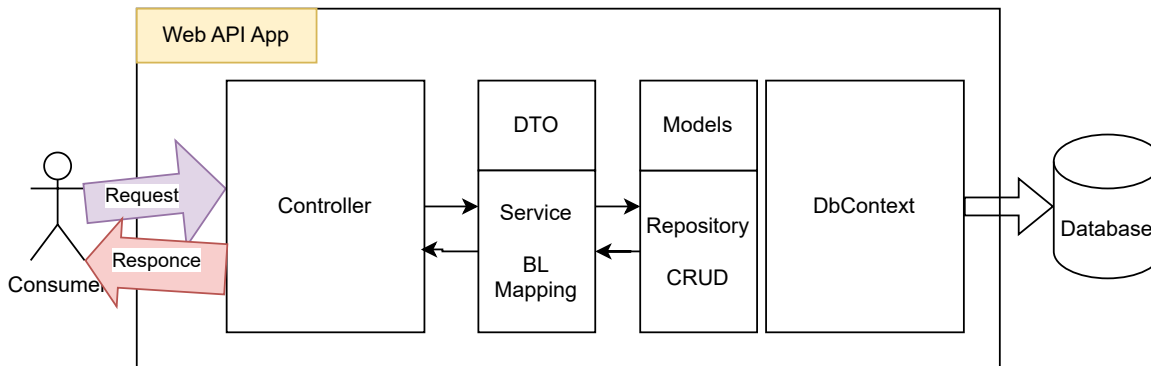 Web API App
DTO
Models
Request
Controller
Service
Repository
DbContext
Database
Responce
BL
Mapping
CRUD
Consumer